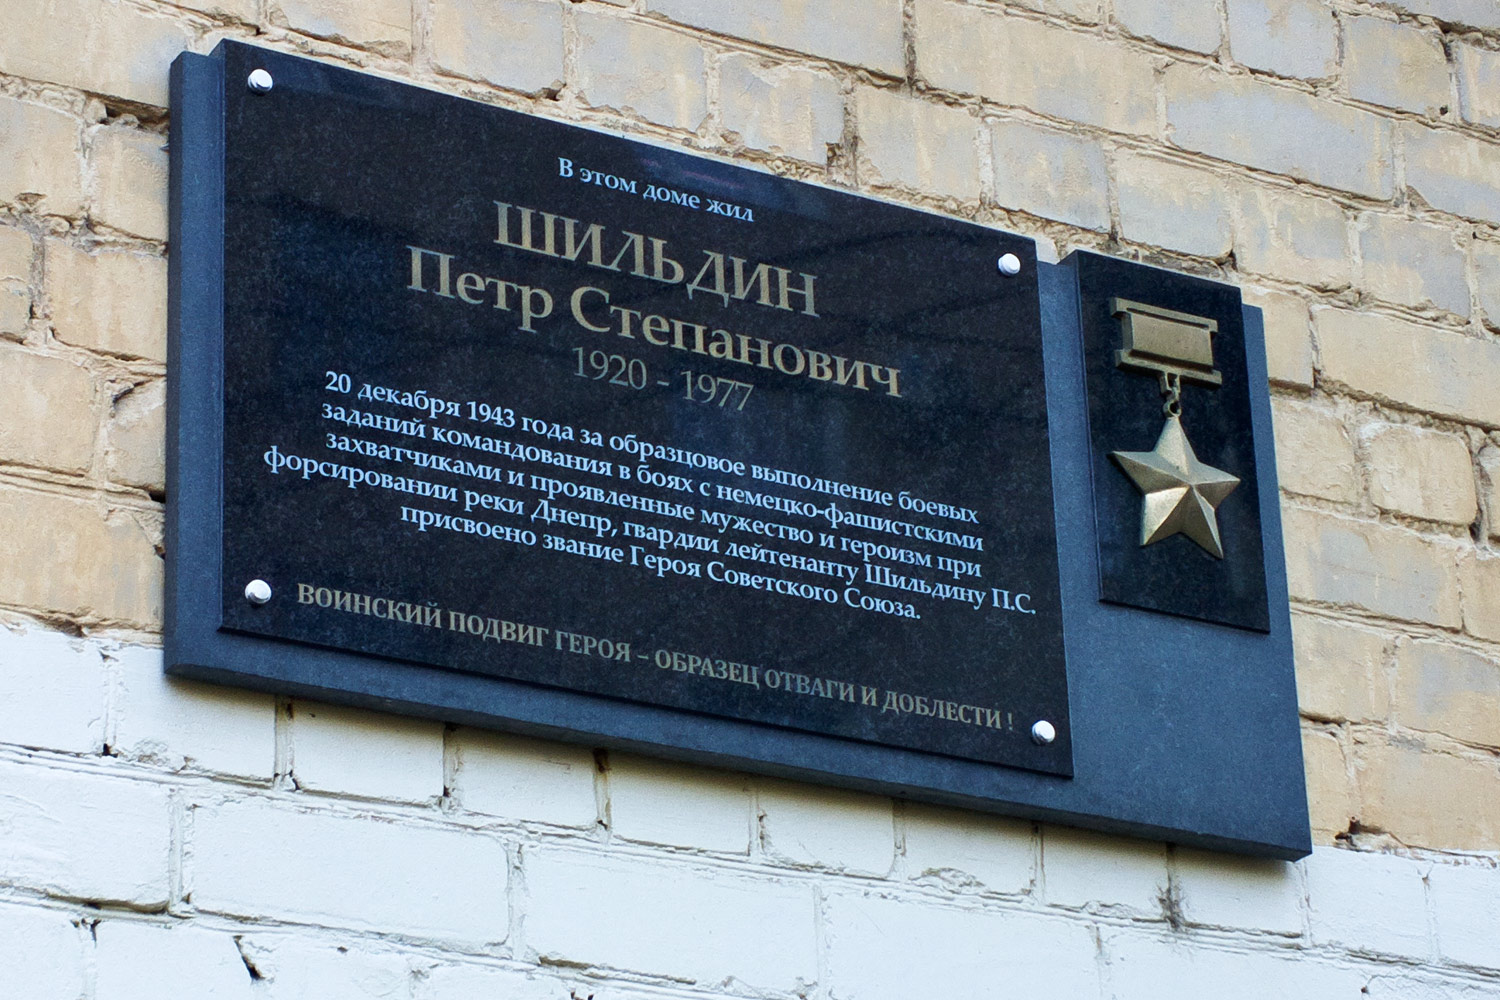 В этом доме жил
ШИЛЬДИН
Петр Степанович
1920 - 1977
20 декабря 1943 года за образцовое выполнение боевых
заданий командования в боях с немецко-фашистскими
захватчиками и проявленные мужество и героизм при
форсировании реки Днепр, гвардии лейтенанту Шильдину П.С.
присвоено звание Героя Советского Союза.
ВОИНСКИЙ ПОДВИГ ГЕРОЯ – ОБРАЗЕЦ ОТВАГИ И ДОБЛЕСТИ !